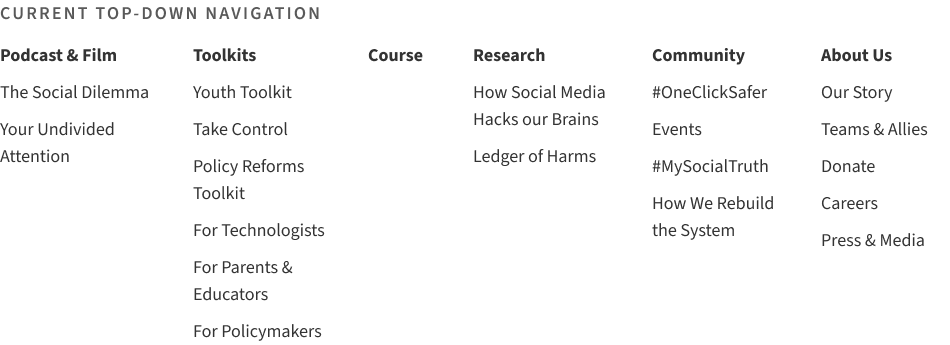 CURRENT TOP-DOWN NAVIGATION
Podcast & Film
The Social Dilemma
Your Undivided
Attention
Toolkits
Youth Toolkit
Take Control
Policy Reforms
Toolkit
For Technologists
For Parents &
Educators
For Policymakers
Course
Research
How Social Media
Hacks our Brains
Ledger of Harms
Community
#OneClickSafer
Events
#MySocialTruth
How We Rebuild
the System
About Us
Our Story
Teams & Allies
Donate
Careers
Press & Media